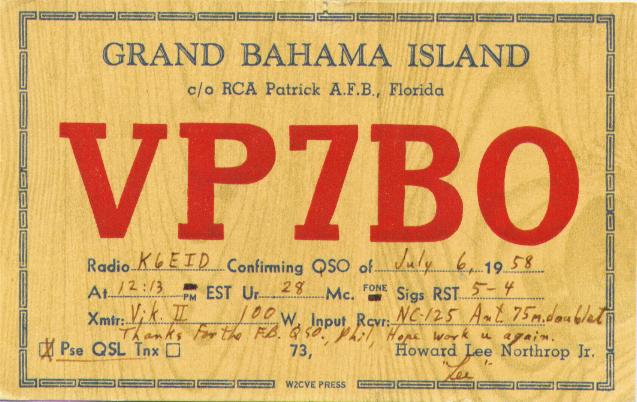 GRAND BAHAMA ISLAND
c/o RCA Patrick A.F.B., Florida
VP7BO
Radio K6EID Confirming QSO of July 6, 1958
At 12:13 PM EST Ur 28 Mc. FONE Sigs RST 5-4
Xmtr: Vik. II 100 W. Input Rcvr: NC-125 Ant. 75m. doublet
Thanks for the F.B. QSO, Phil, Hope work u again.
X Pse QSL Tnx 73, Howard Lee Northrop Jr.
"Lee"
W2CVE PRESS